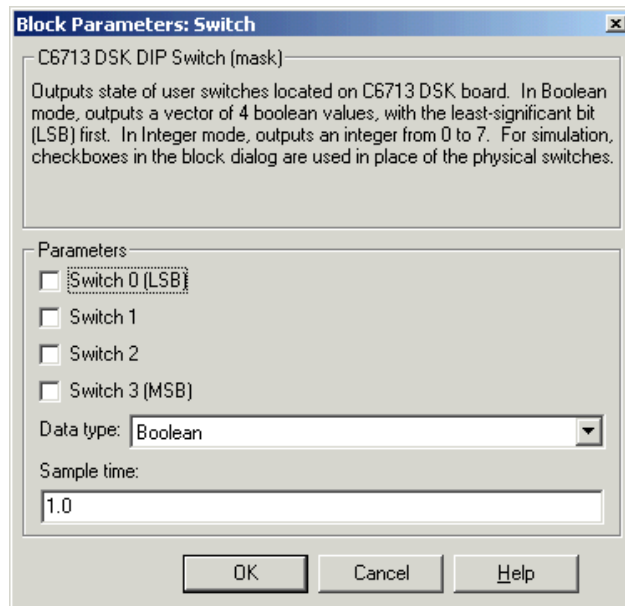 Block Parameters: Switch
C6713 DSK DIP Switch (mask)
Outputs state of user switches located on C6713 DSK board. In Boolean
mode, outputs a vector of 4 boolean values, with the least-significant bit
(LSB) first. In Integer mode, outputs an integer from 0 to 7. For simulation,
checkboxes in the block dialog are used in place of the physical switches.
Parameters
Switch 0 (LSB)
Switch 1
Switch 2
Switch 3 (MSB)
Data type: Boolean
Sample time:
1.0
OK Cancel Help